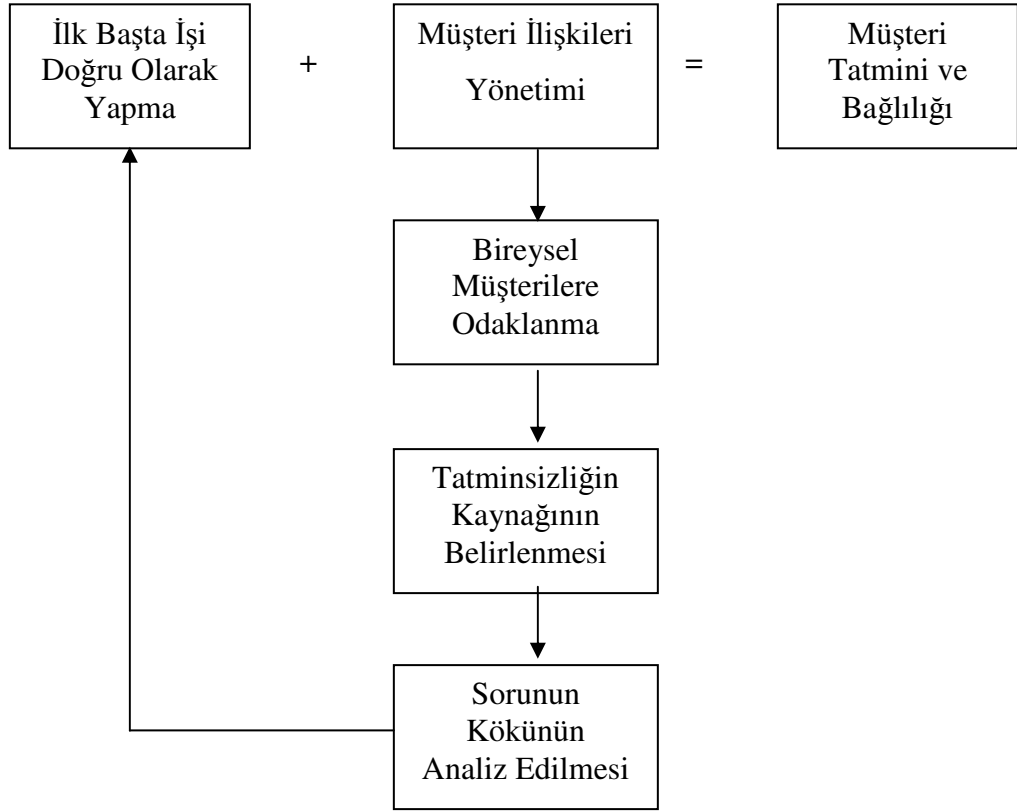 İlk Başta İşi
Doğru Olarak
Yapma
+
Müşteri İlişkileri
Yönetimi
=
Müşteri
Tatmini ve
Bağlılığı
Bireysel
Müşterilere
Odaklanma
Tatminsizliğin
Kaynağının
Belirlenmesi
Sorunun
Kökünün
Analiz Edilmesi